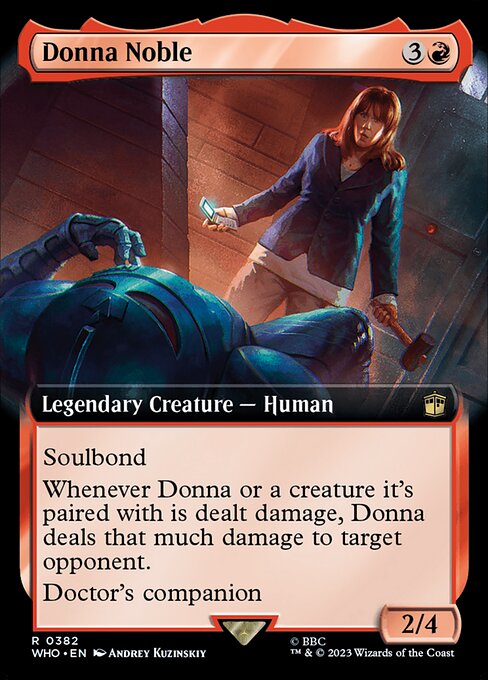 Donna Noble 3
Legendary Creature — Human
Soulbond
Whenever Donna or a creature it's
paired with is dealt damage, Donna
deals that much damage to target
opponent.
Doctor's companion
2/4
R 0382
WHO • EN Andrey Kuzinskiy
© BBC
™ & © 2023 Wizards of the Coast